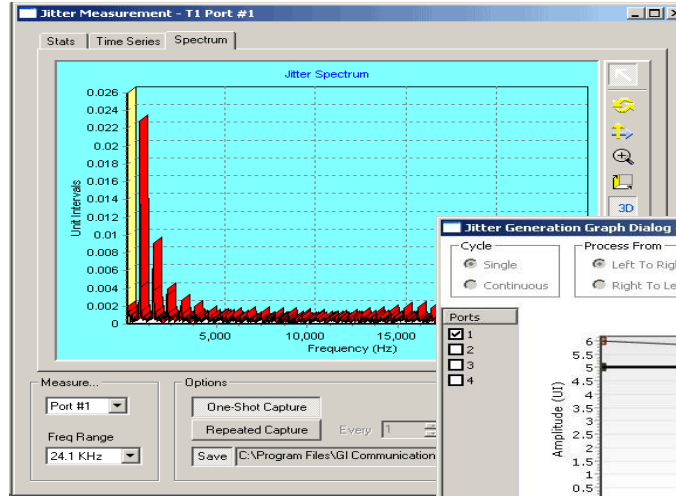 Jitter Measurement - T1 Port #1
Stats Time Series Spectrum
Jitter Spectrum
0.026
0.024
0.022
0.02
0.018
0.016
0.014
0.012
0.01
0.008
0.006
0.004
0.002
0
Unit Intervals
5,000 10,000 15,000
Frequency (Hz)
3D
Measure...
Port #1
Freq Range
24.1 KHz
Options
One-Shot Capture
Repeated Capture Every 1
Save C:\Program Files\GI Communication
Jitter Generation Graph Dialog
Cycle
Single
Continuous
Process From
Left To Rig
Right To Le
Ports
1
2
3
4
6
5.5
5
4.5
4
3.5
3
2.5
2
1.5
1
0.5
Amplitude (UI)